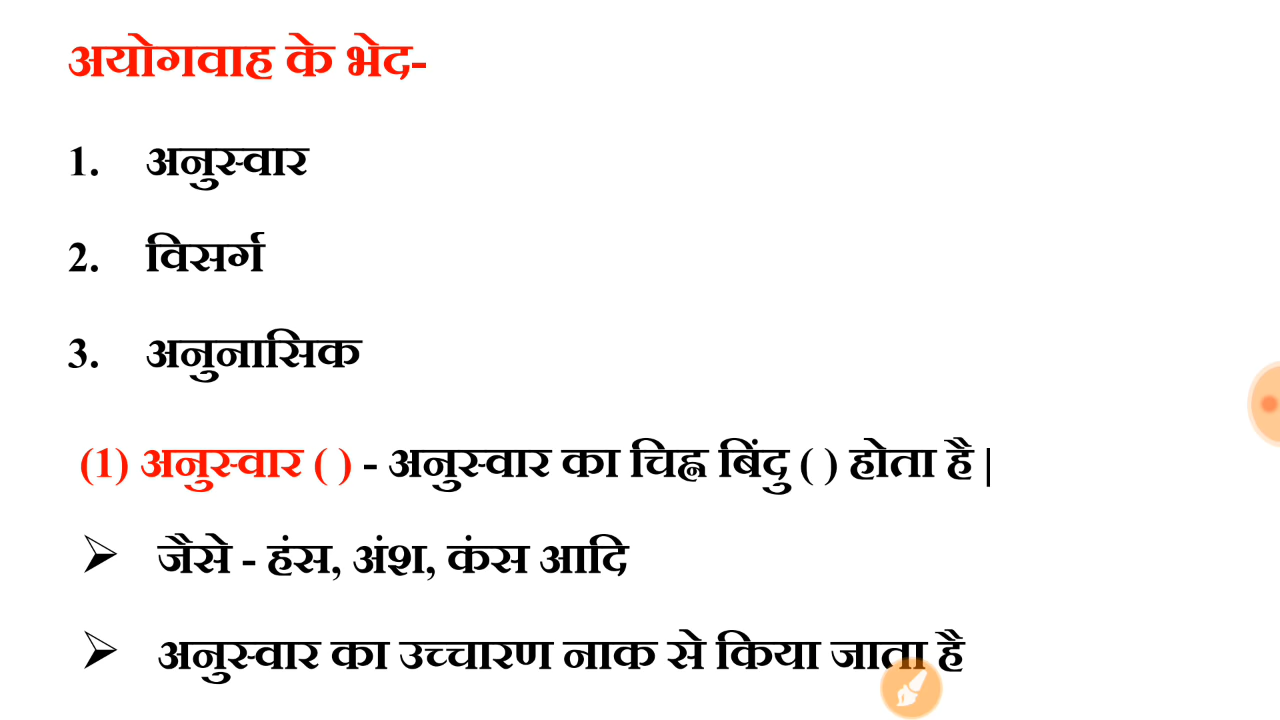 अयोगवाह के भेद-
1. अनुस्वार
2. विसर्ग
3. अनुनासिक
(1) अनुस्वार ( ) - अनुस्वार का चिह्न बिंदु ( ) होता है |
➢ जैसे - हंस, अंश, कंस आदि
➢ अनुस्वार का उच्चारण नाक से किया जाता है